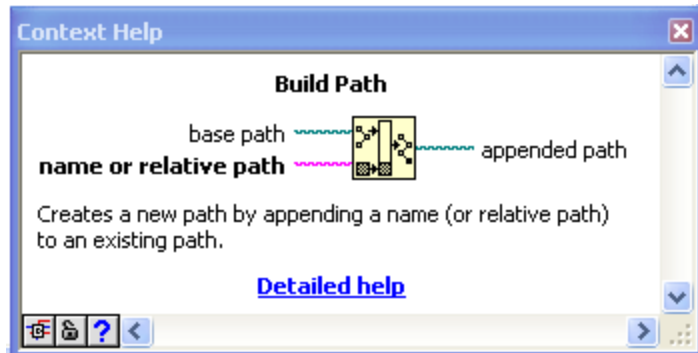 Context Help
Build Path
base path
name or relative path
appended path
Creates a new path by appending a name (or relative path)
to an existing path.
Detailed help
?